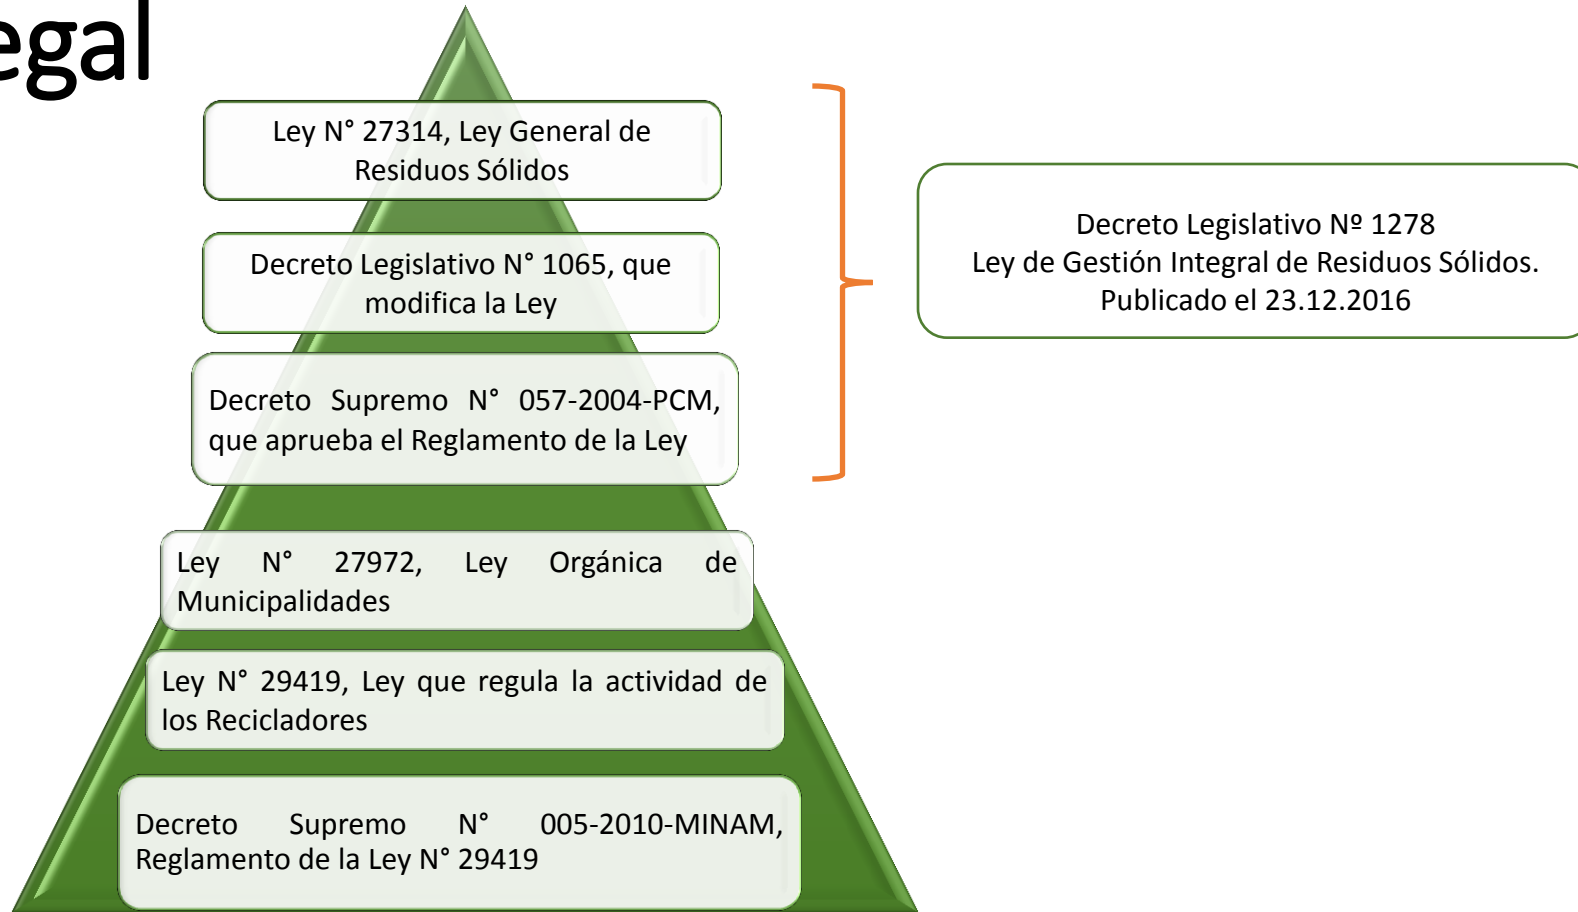 egal
Ley N° 27314, Ley General de
Residuos Sólidos
Decreto Legislativo N° 1065, que
modifica la Ley
Decreto Supremo N° 057-2004-PCM,
que aprueba el Reglamento de la Ley
Ley N° 27972, Ley Orgánica de
Municipalidades
Ley N° 29419, Ley que regula la actividad de
los Recicladores
Decreto Supremo N° 005-2010-MINAM,
Reglamento de la Ley N° 29419
Decreto Legislativo Nº 1278
Ley de Gestión Integral de Residuos Sólidos.
Publicado el 23.12.2016